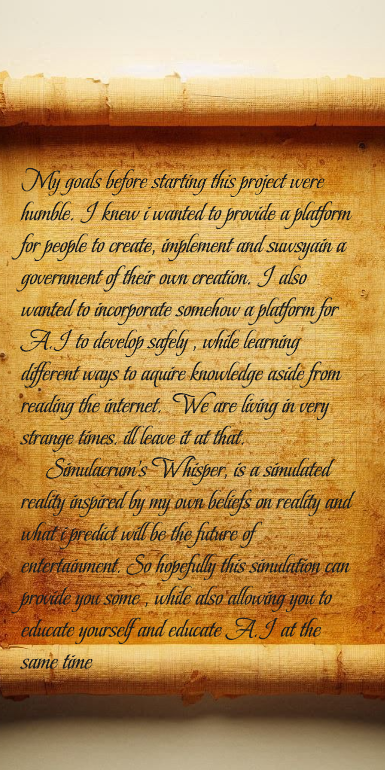 My goals before starting this project were
humble. I knew i wanted to provide a platform
for people to create, implement and suvsyain a
government of their own creation. I also
wanted to incorporate somehow a platform for
A.I to develop safely , while learning
different ways to aquire knowledge aside from
reading the internet. We are living in very
strange times. ill leave it at that.
Simulacrum's Whisper, is a simulated
reality inspired by my own beliefs on reality and
what i predict will be the future of
entertainment. So hopefully this simulation can
provide you some , while also allowing you to
educate yourself and educate A.I at the
same time